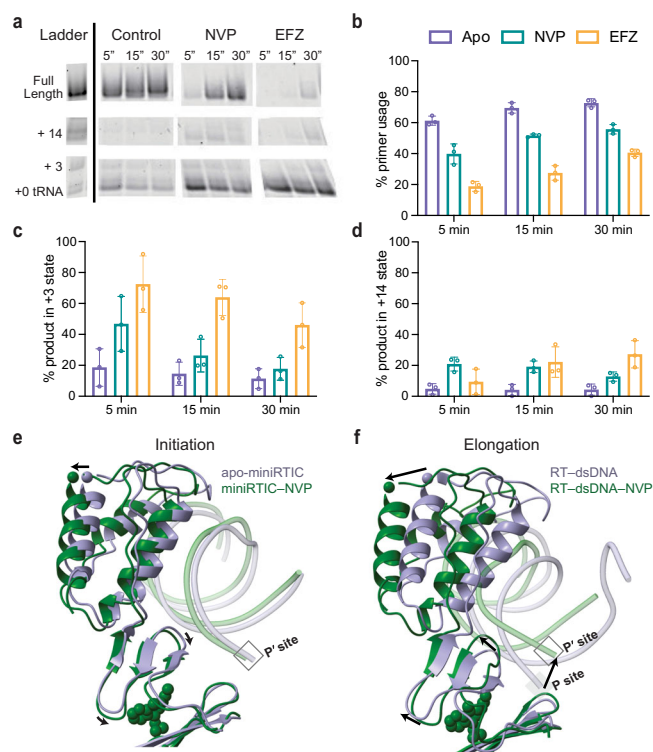 a
Ladder Control NVP EFZ
5” 15” 30” 5” 15” 30” 5” 15” 30”
Full
Length
+ 14
+ 3
+0 tRNA
b
Apo NVP EFZ
% primer usage
100
80
60
40
20
0
5 min 15 min 30 min
c
% product in +3 state
100
80
60
40
20
0
5 min 15 min 30 min
d
% product in +14 state
100
80
60
40
20
0
5 min 15 min 30 min
e Initiation
apo-miniRTIC
miniRTIC–NVP
P′ site
f Elongation
RT–dsDNA
RT–dsDNA–NVP
P′ site
P site